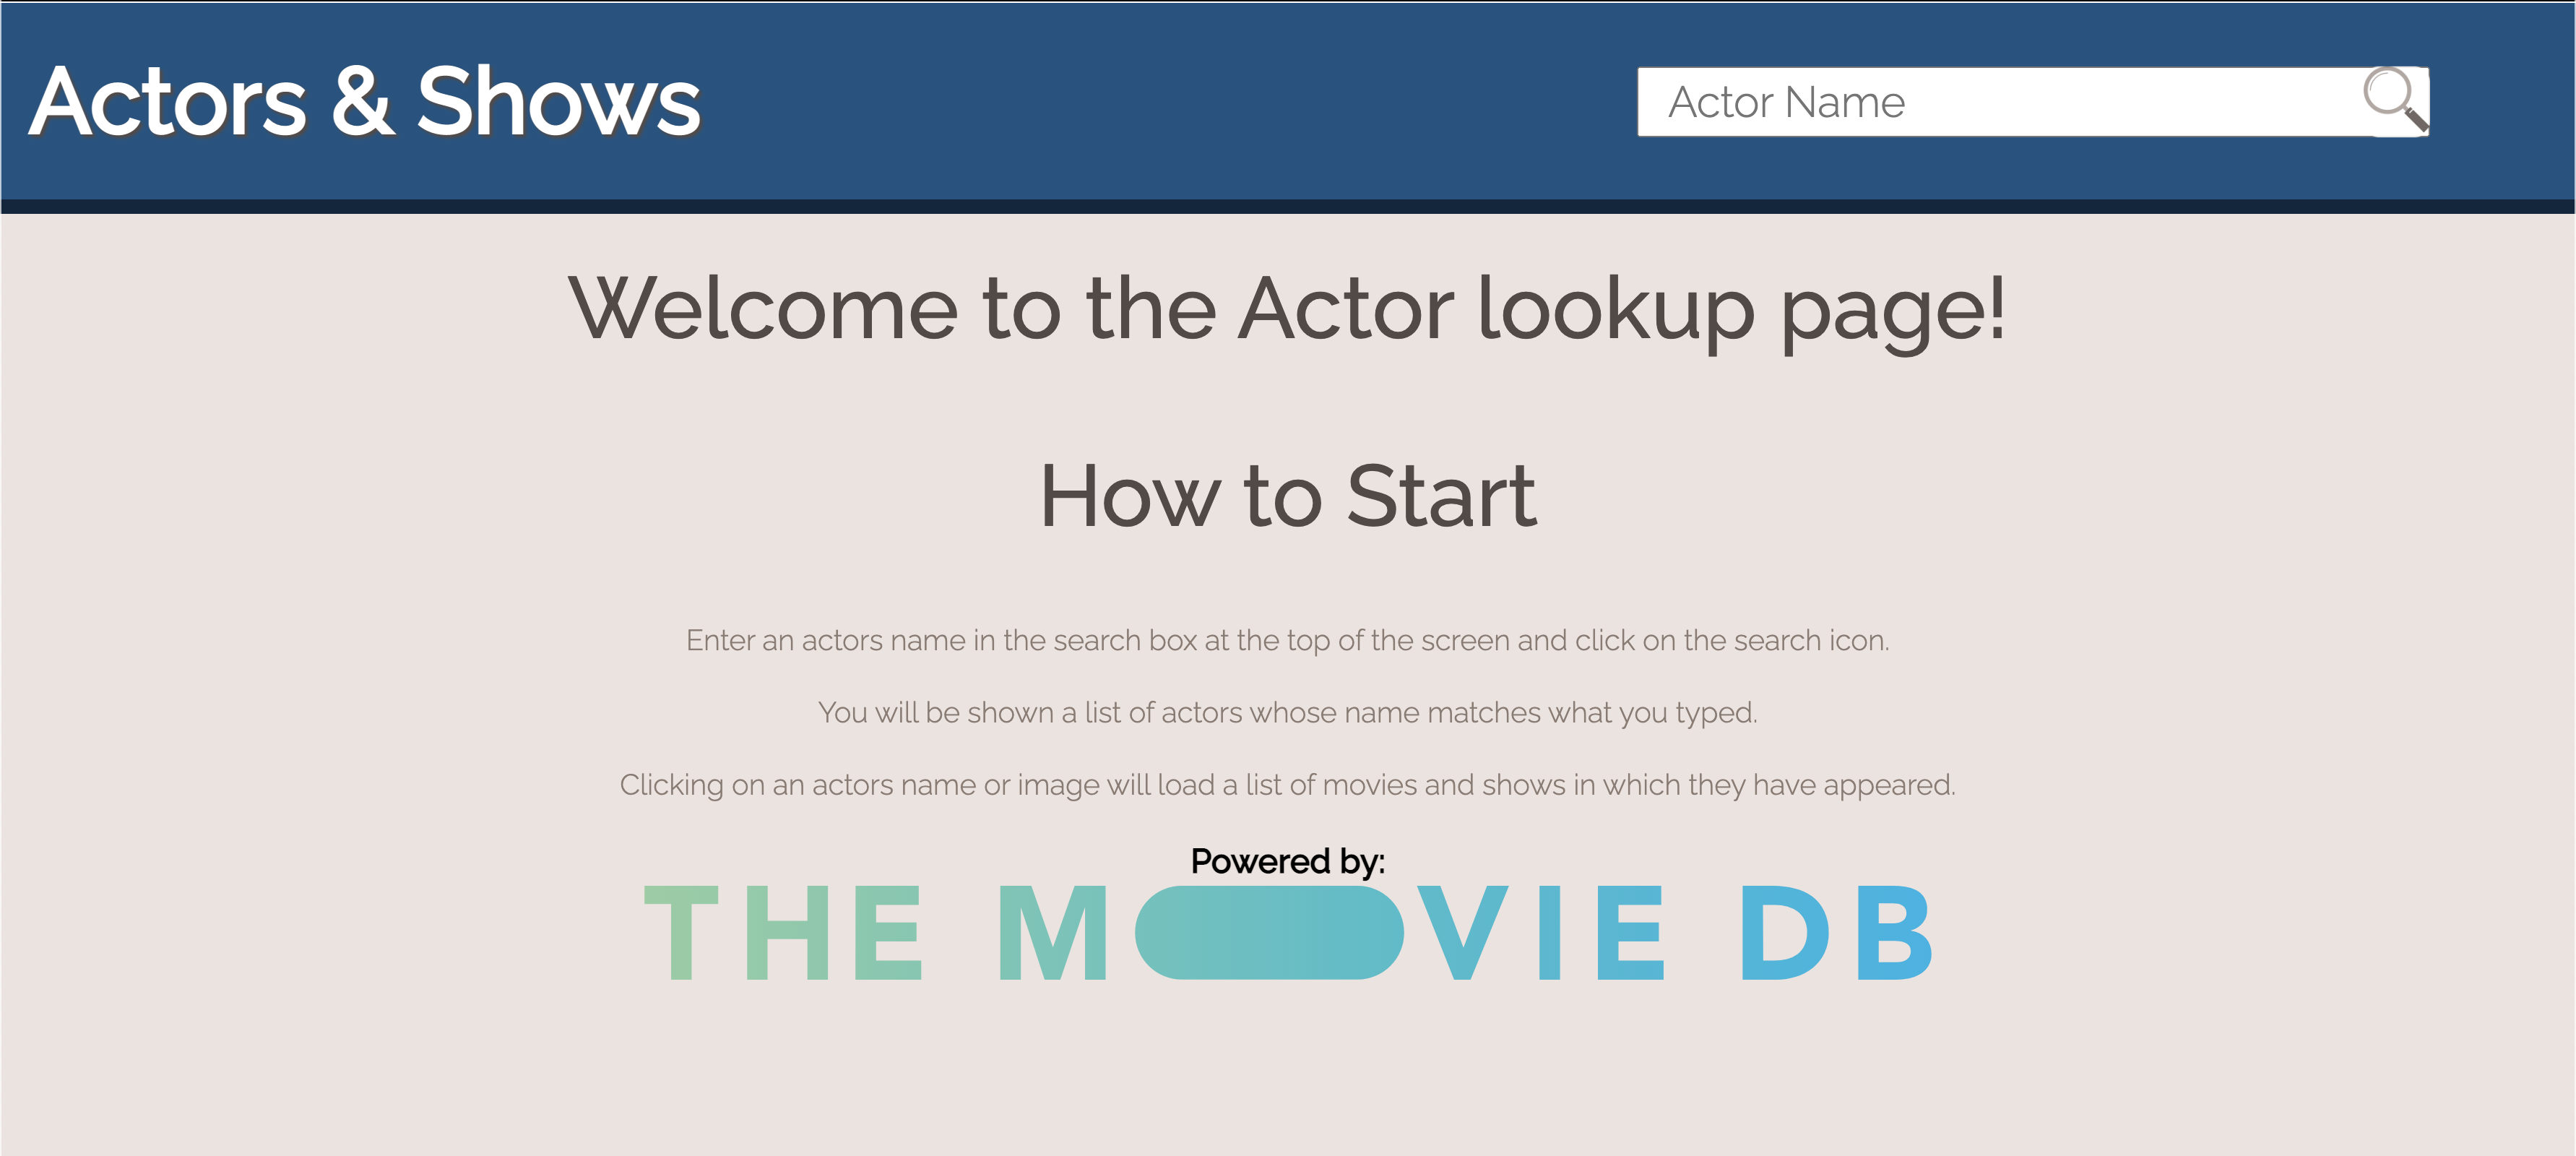 Actors & Shows
Actor Name
Welcome to the Actor lookup page!
How to Start
Enter an actors name in the search box at the top of the screen and click on the search icon.
You will be shown a list of actors whose name matches what you typed.
Clicking on an actors name or image will load a list of movies and shows in which they have appeared.
Powered by:
THE MOVIE DB